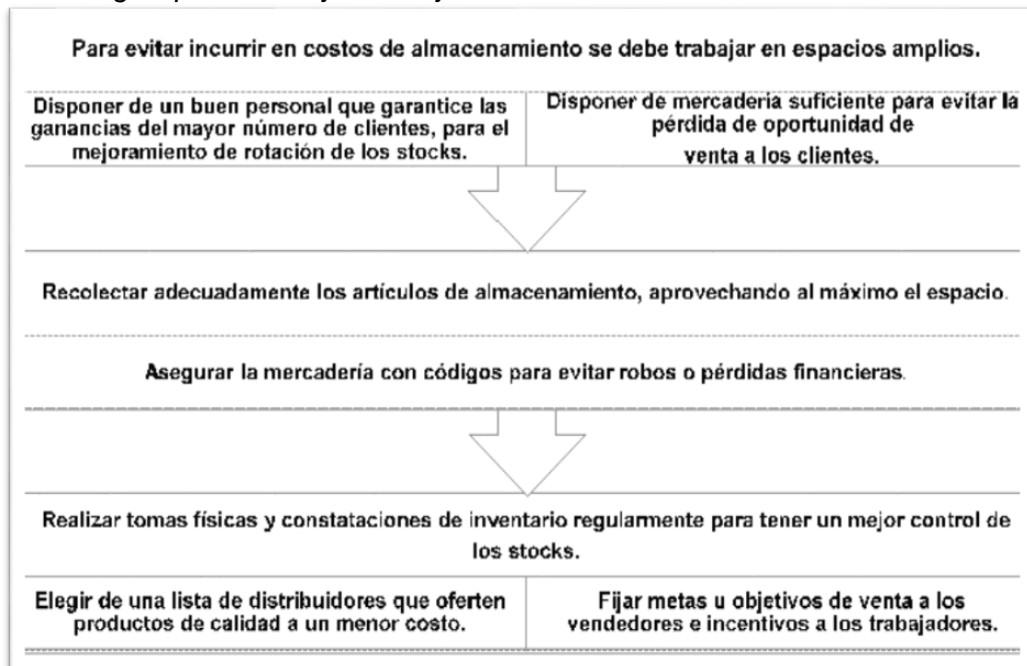 Para evitar incurrir en costos de almacenamiento se debe trabajar en espacios amplios.
Disponer de un buen personal que garantice las
ganancias del mayor número de clientes, para el
mejoramiento de rotación de los stocks.
Disponer de mercadería suficiente para evitar la
pérdida de oportunidad de
venta a los clientes.
Recolectar adecuadamente los artículos de almacenamiento, aprovechando al máximo el espacio.
Asegurar la mercadería con códigos para evitar robos o pérdidas financieras.
Realizar tomas físicas y constataciones de inventario regularmente para tener un mejor control de
los stocks.
Elegir de una lista de distribuidores que oferten
productos de calidad a un menor costo.
Fijar metas u objetivos de venta a los
vendedores e incentivos a los trabajadores.